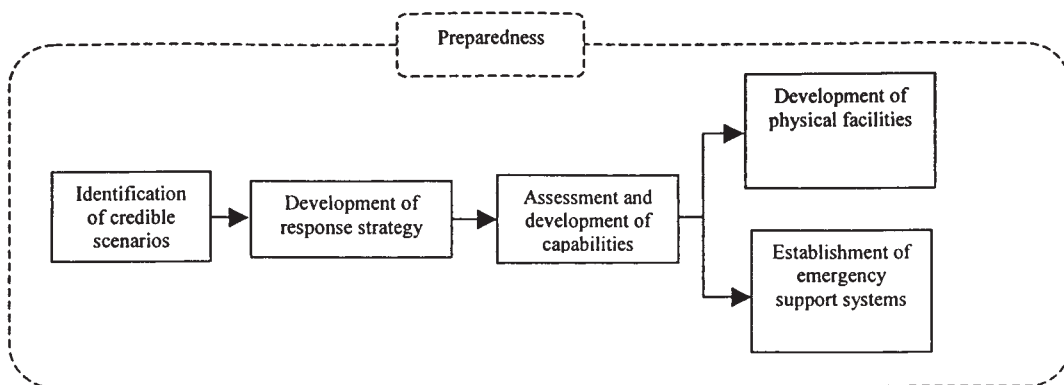 Preparedness
Identification
of credible
scenarios
Development of
response strategy
Assessment and
development of
capabilities
Development of
physical facilities
Establishment of
emergency
support systems